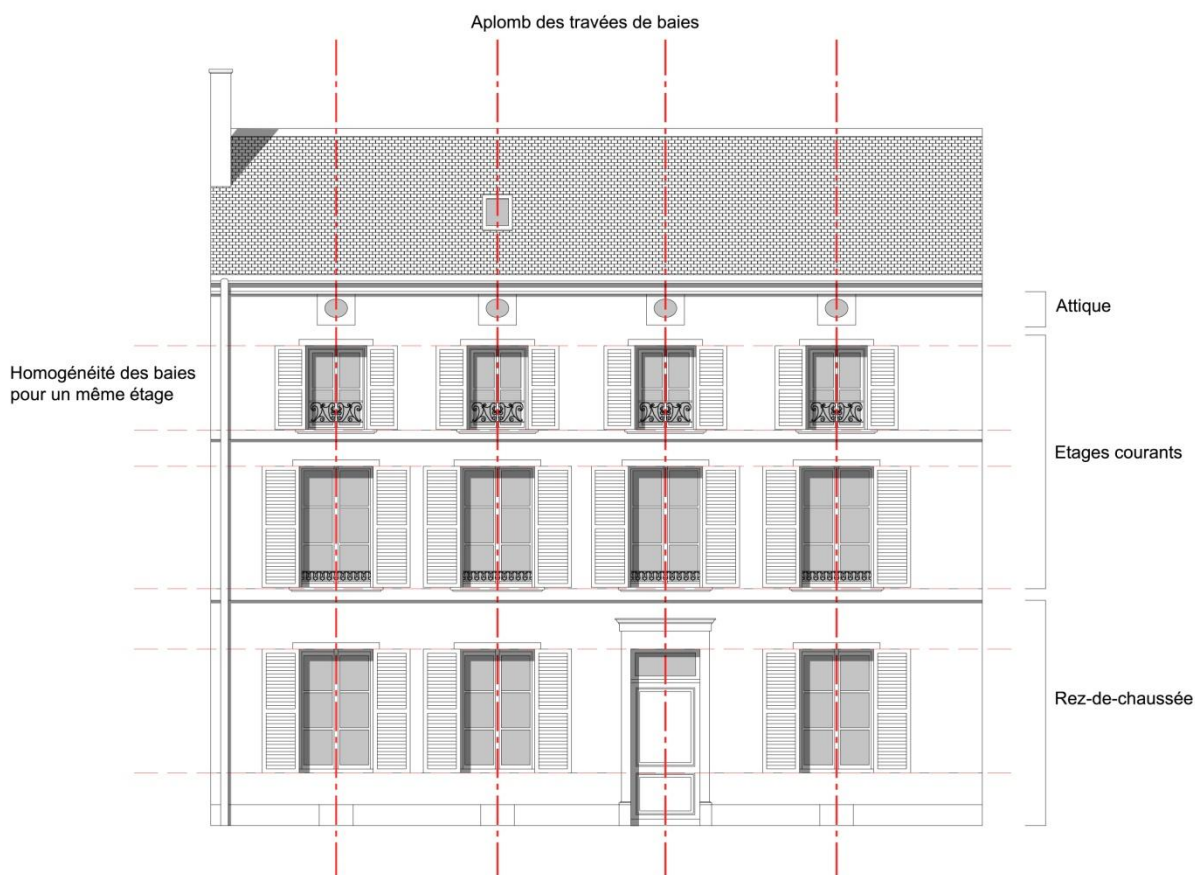 Aplomb des travées de baies
Attique
Homogénéité des baies
pour un même étage
Etages courants
Rez-de-chaussée